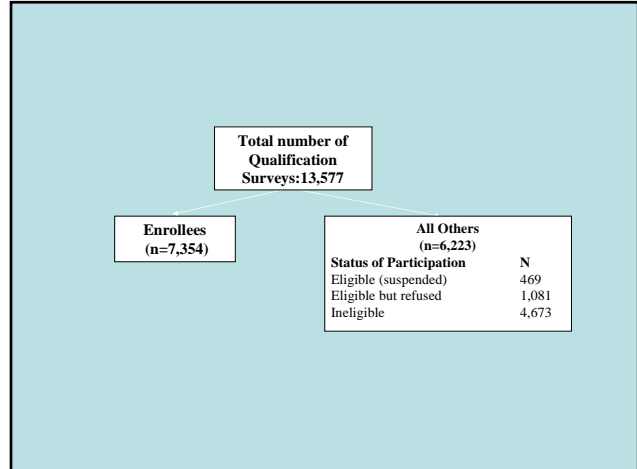 Total number of
Qualification
Surveys:13,577
Enrollees
(n=7,354)
All Others
(n=6,223)
Status of Participation N
Eligible (suspended) 469
Eligible but refused 1,081
Ineligible 4,673